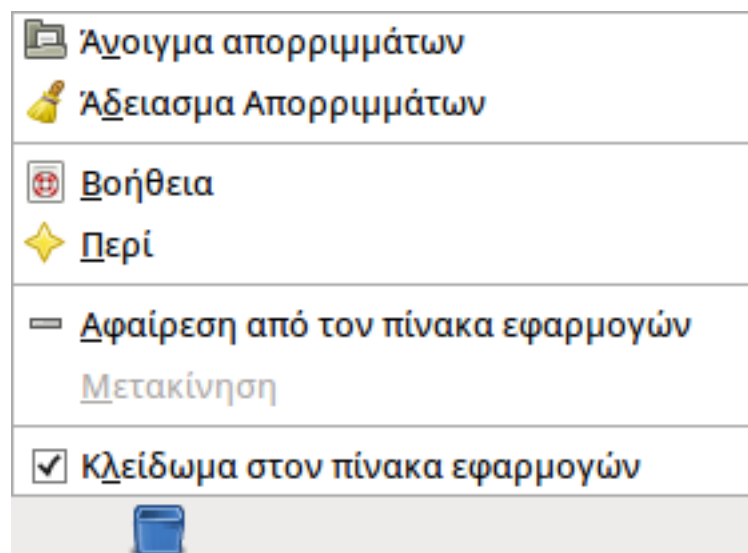 Άνοιγμα απορριμμάτων
Άδειασμα Απορριμμάτων
Βοήθεια
Περί
Αφαίρεση από τον πίνακα εφαρμογών
Μετακίνηση
Κλείδωμα στον πίνακα εφαρμογών